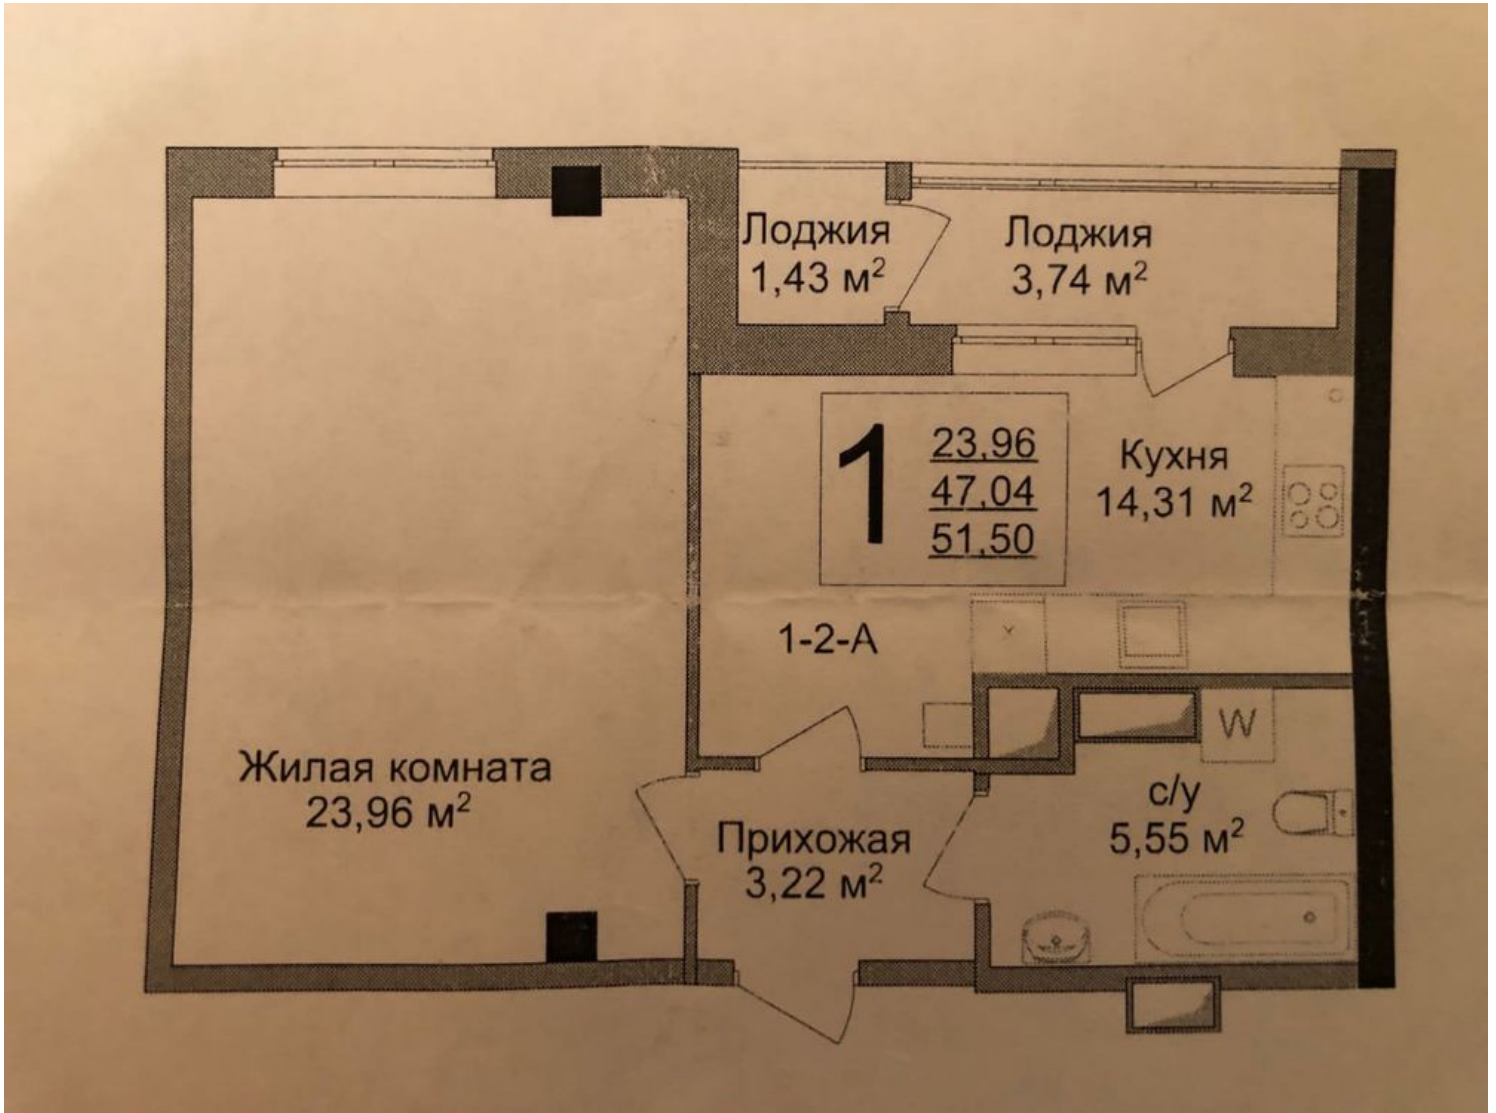 Лоджия
1,43 м²
Лоджия
3,74 м²
1
23,96
47,04
51,50
Кухня
14,31 м²
1-2-А
Жилая комната
23,96 м²
Прихожая
3,22 м²
W
с/у
5,55 м²